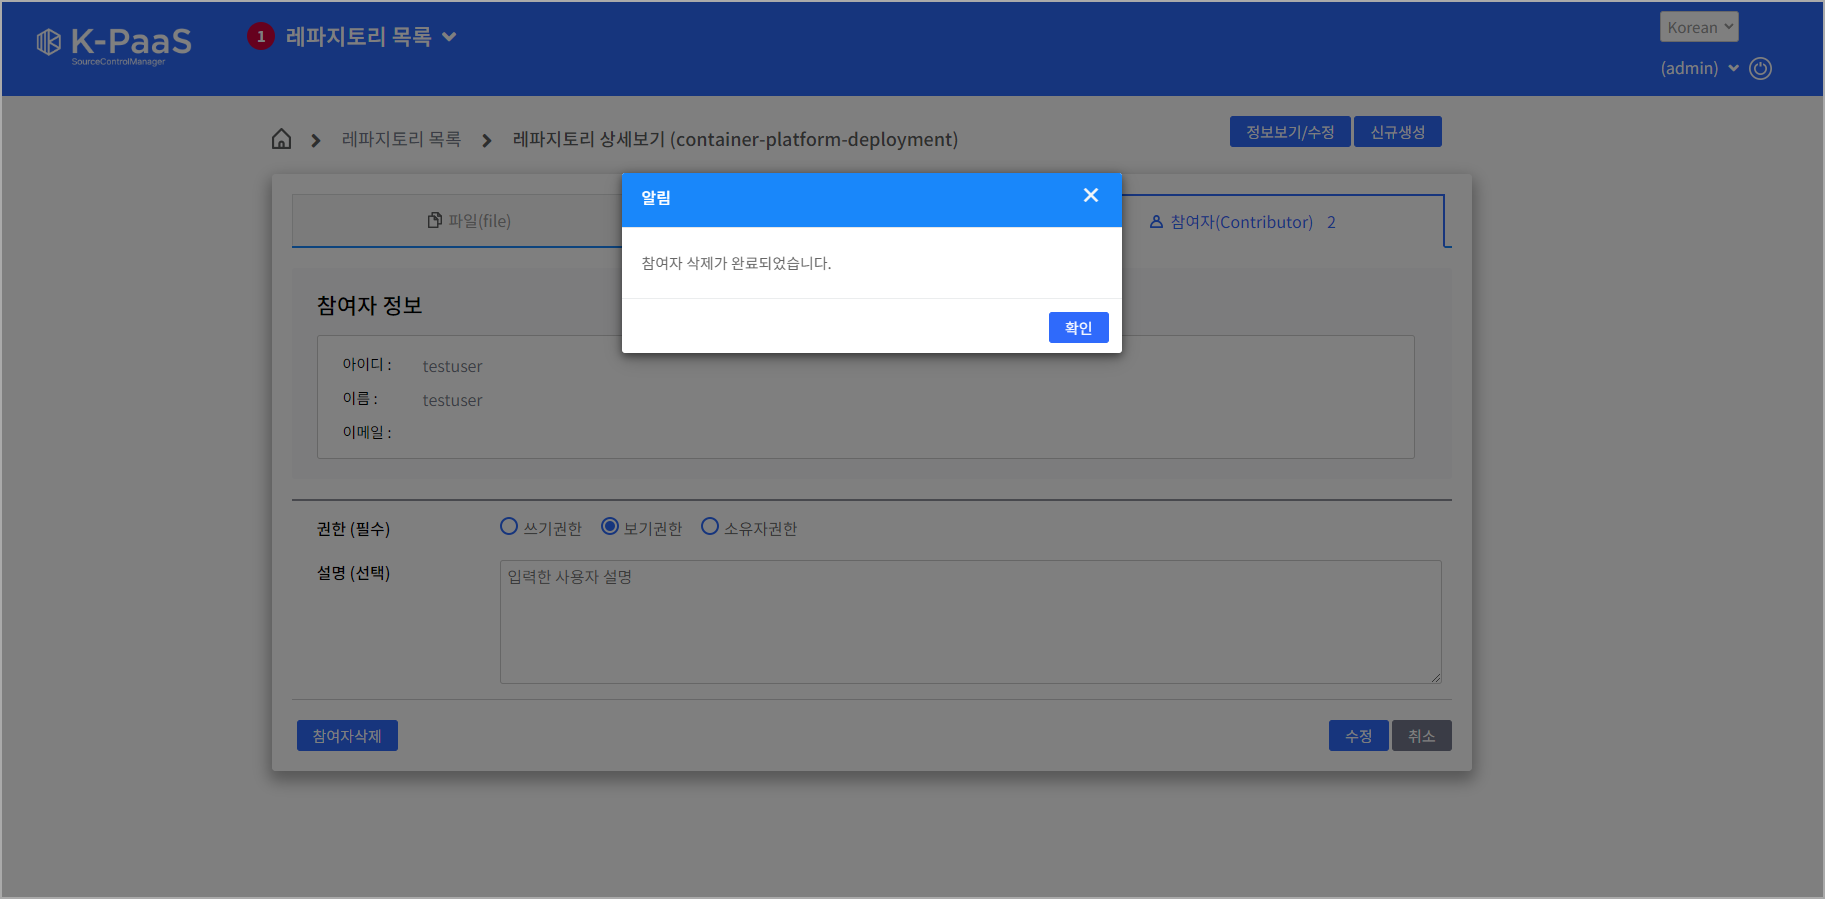 K-PaaS
SourceControlManager
1 레파지토리 목록
Korean
(admin)
레파지토리 목록 레파지토리 상세보기 (container-platform-deployment)
정보보기/수정 신규생성
파일(file)
참여자(Contributor) 2
알림
참여자 삭제가 완료되었습니다.
확인
참여자 정보
아이디 : testuser
이름 : testuser
이메일 :
권한 (필수) 쓰기권한 보기권한 소유자권한
설명 (선택) 입력한 사용자 설명
참여자삭제 수정 취소